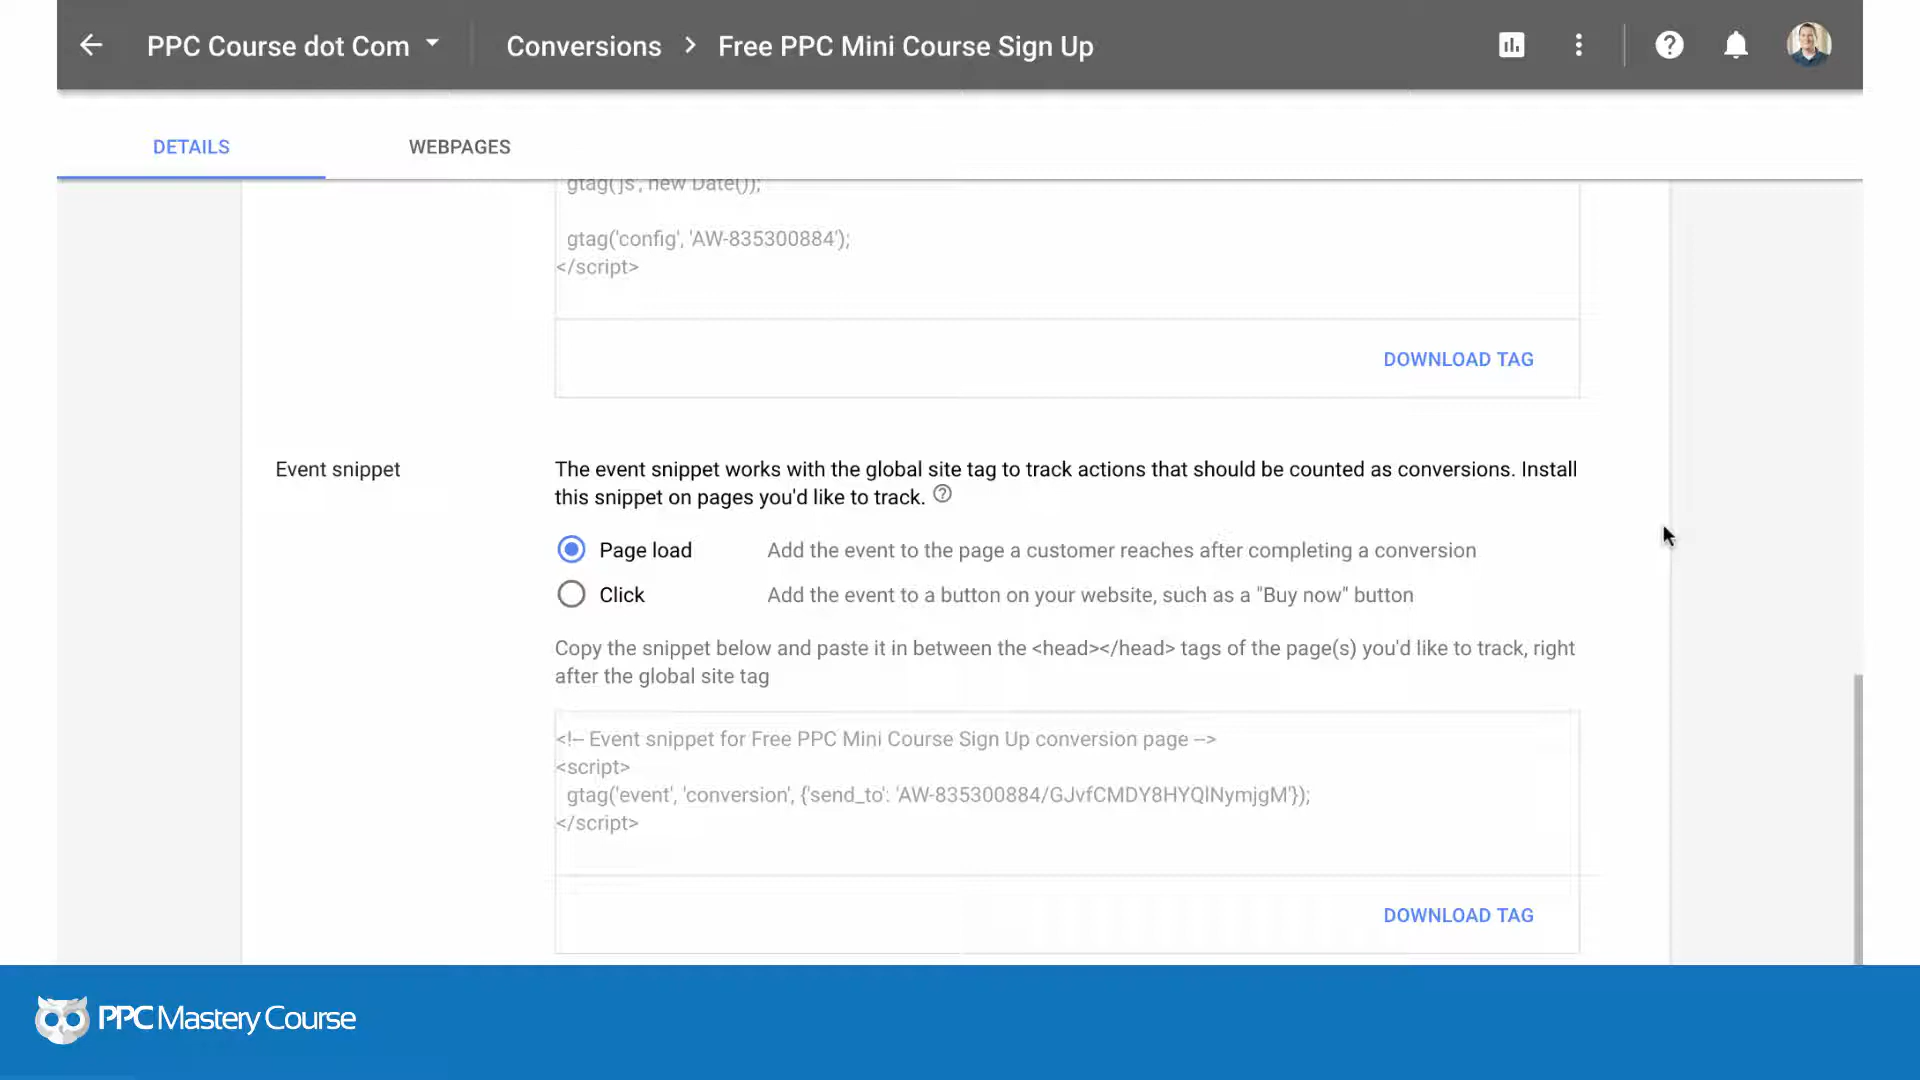 PPC Course dot Com
Conversions > Free PPC Mini Course Sign Up
DETAILS
WEBPAGES
gtag('js', new Date());
gtag('config', 'AW-835300884');
</script>
DOWNLOAD TAG
Event snippet
The event snippet works with the global site tag to track actions that should be counted as conversions. Install
this snippet on pages you'd like to track.
Page load
Add the event to the page a customer reaches after completing a conversion
Click
Add the event to a button on your website, such as a "Buy now" button
Copy the snippet below and paste it in between the <head></head> tags of the page(s) you'd like to track, right
after the global site tag
<!-- Event snippet for Free PPC Mini Course Sign Up conversion page -->
<script>
gtag('event', 'conversion', {'send_to': 'AW-835300884/GJvfCMDY8HYQlNymjgM'});
</script>
DOWNLOAD TAG
PPC Mastery Course